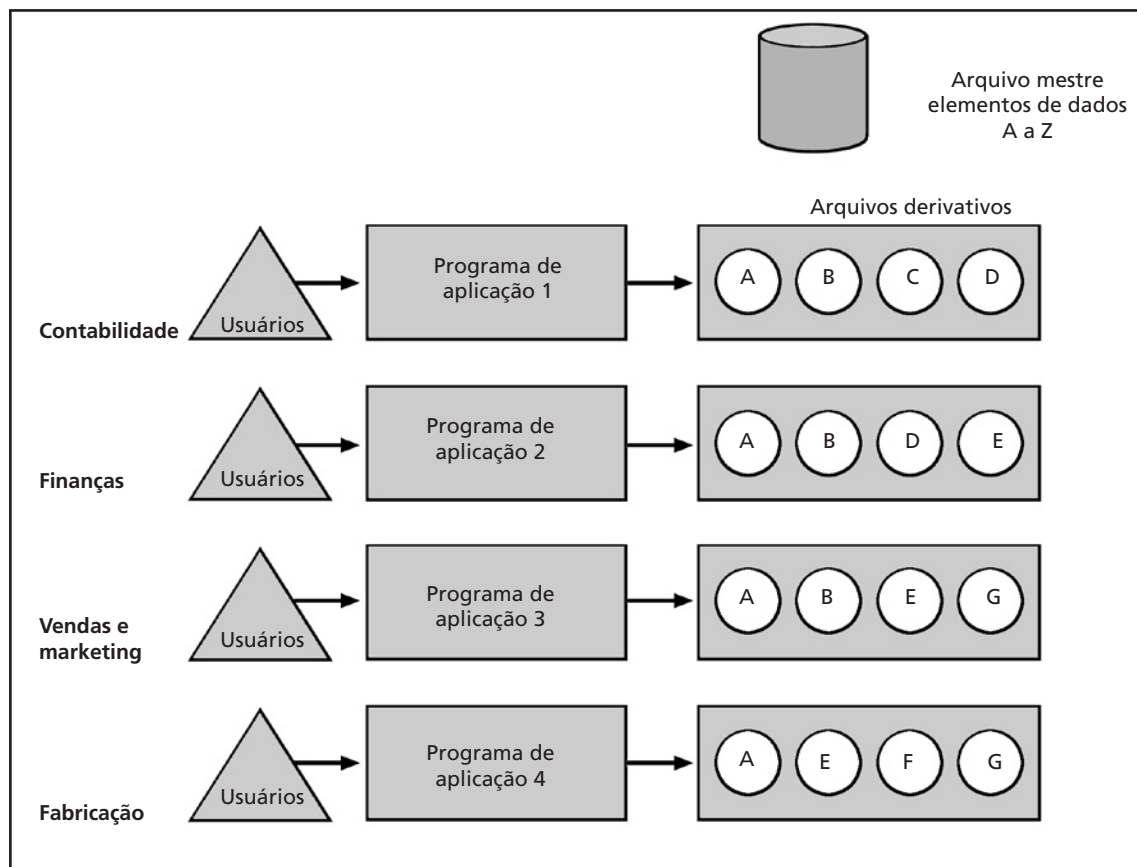 Arquivo mestre
elementos de dados
A a Z
Arquivos derivativos
Contabilidade
Usuários
Programa de
aplicação 1
A B C D
Finanças
Usuários
Programa de
aplicação 2
A B D E
Vendas e
marketing
Usuários
Programa de
aplicação 3
A B E G
Fabricação
Usuários
Programa de
aplicação 4
A E F G